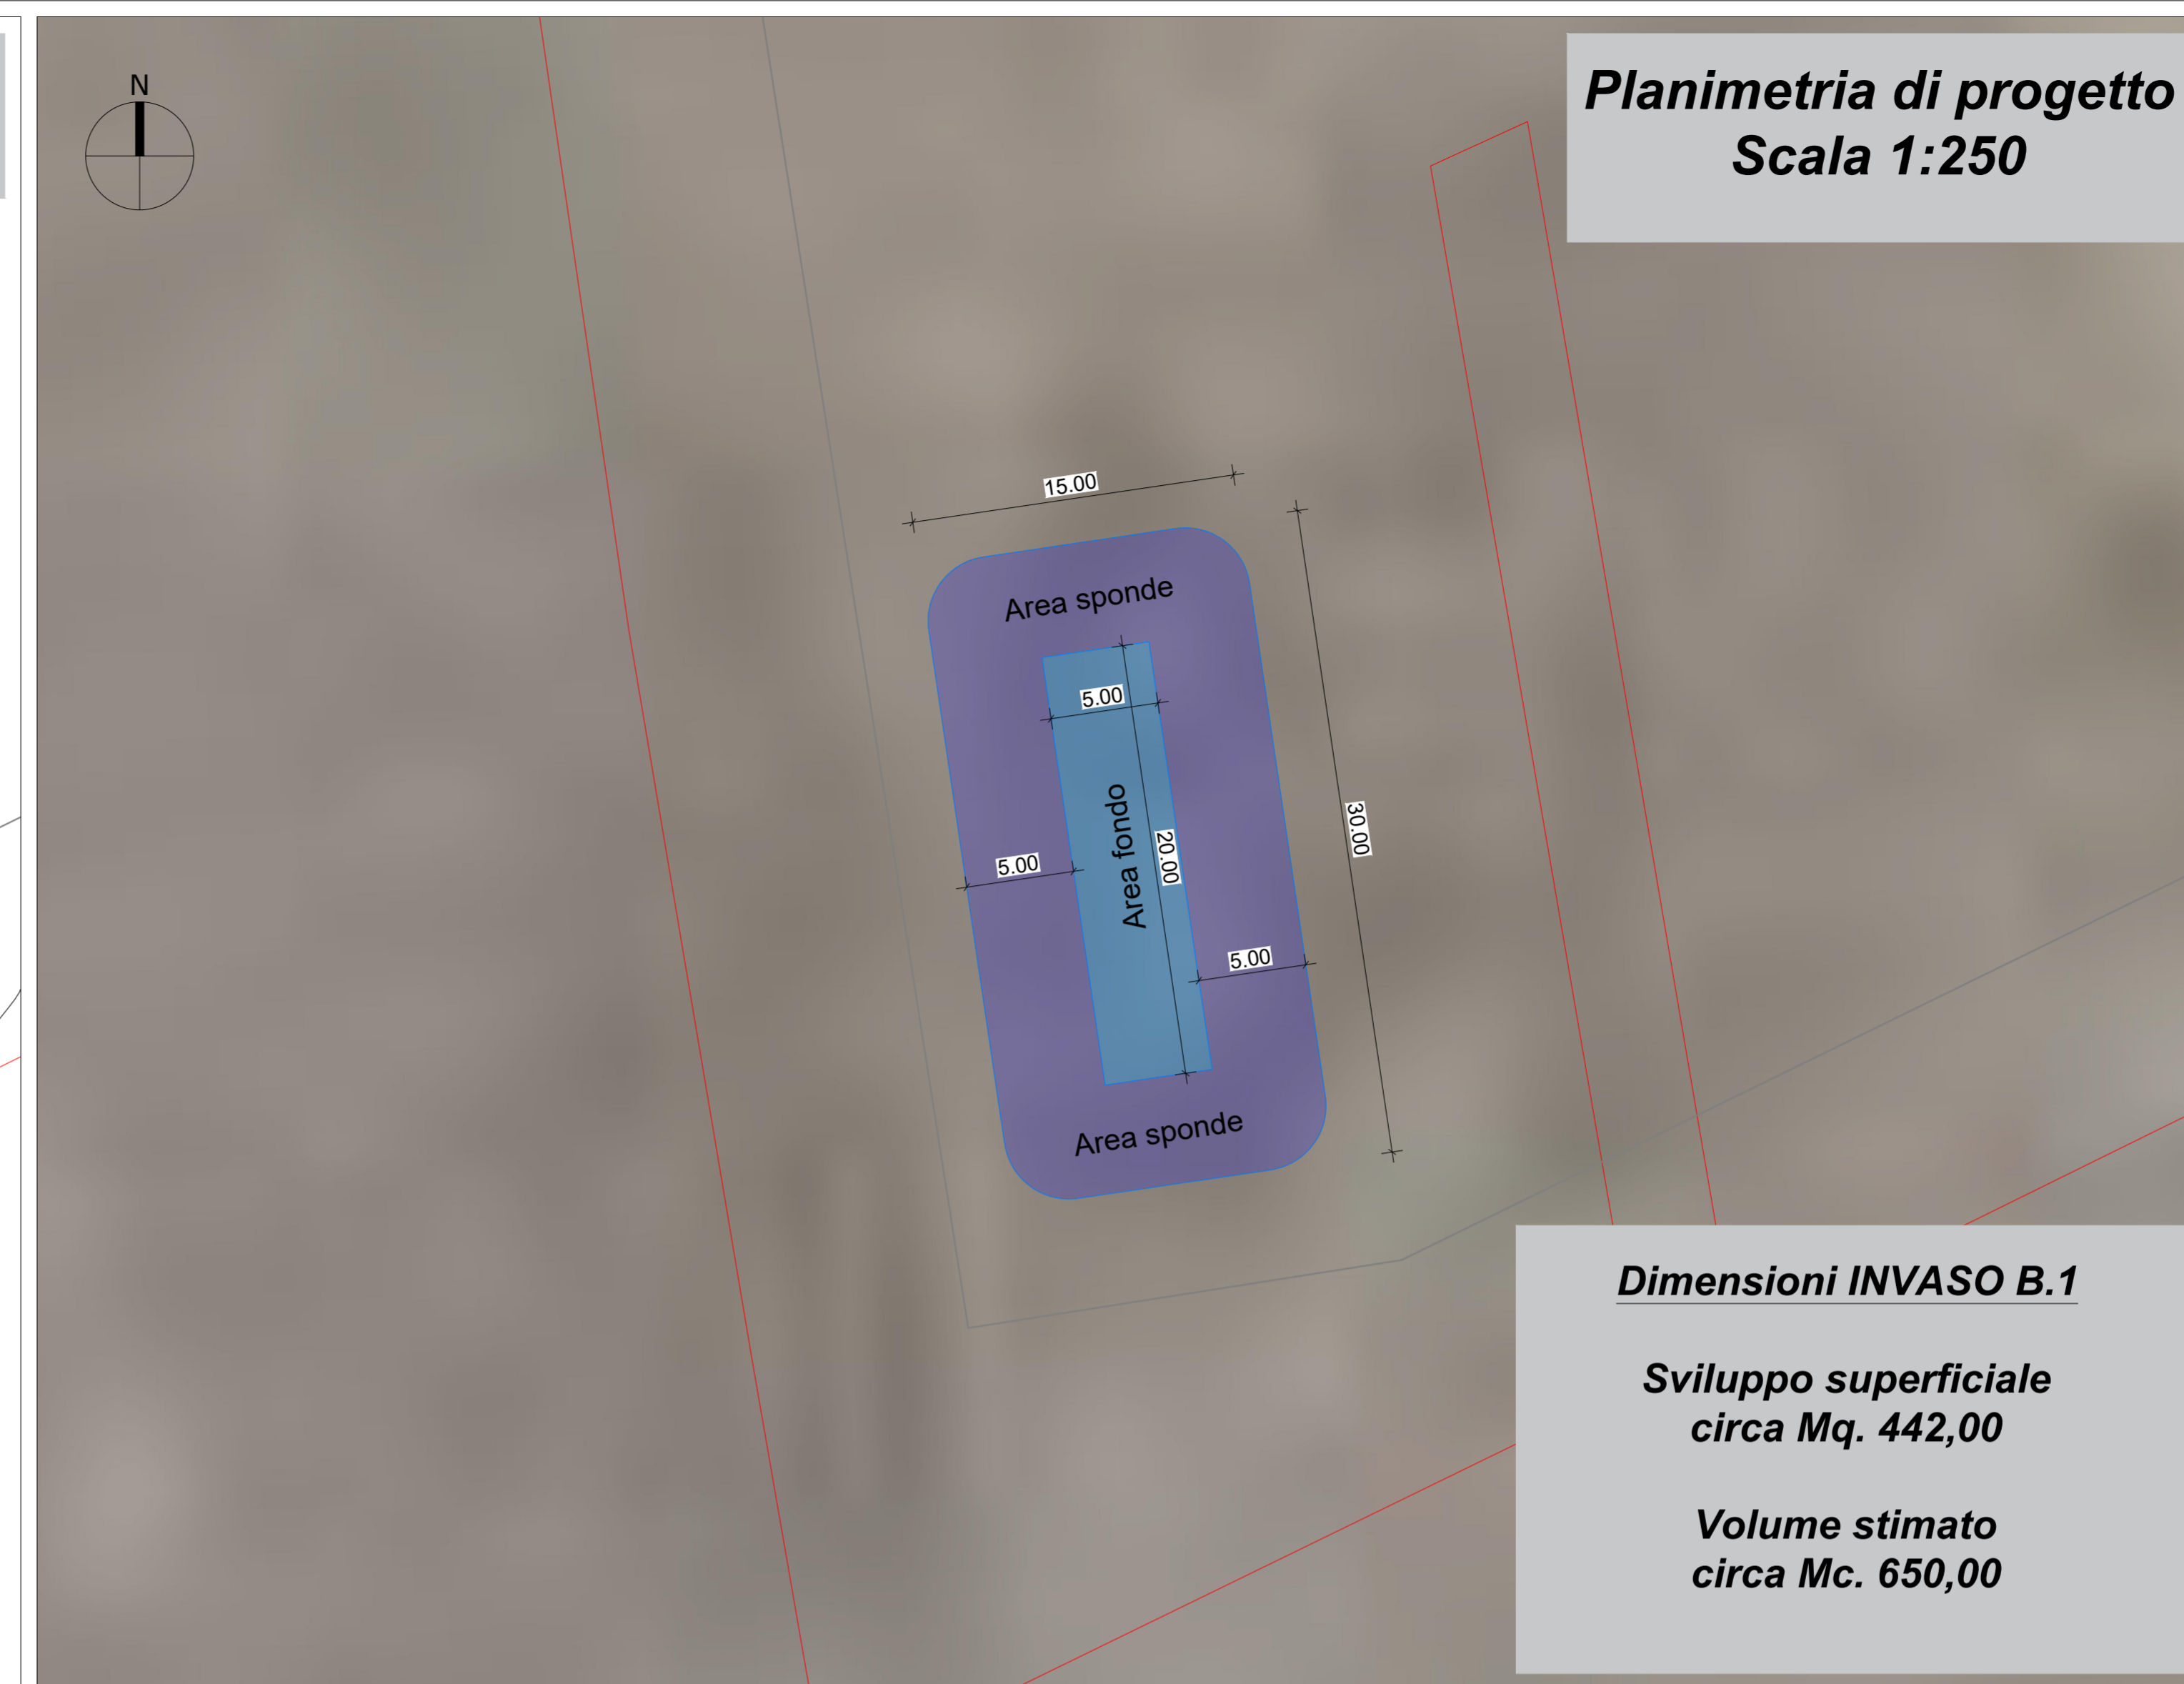 N
Planimetria di progetto
Scala 1:250
15.00
Area sponde
5.00
30.00
Area fondo
20.00
5.00
5.00
Area sponde
Dimensioni INVASO B.1
Sviluppo superficiale
circa Mq. 442,00
Volume stimato
circa Mc. 650,00